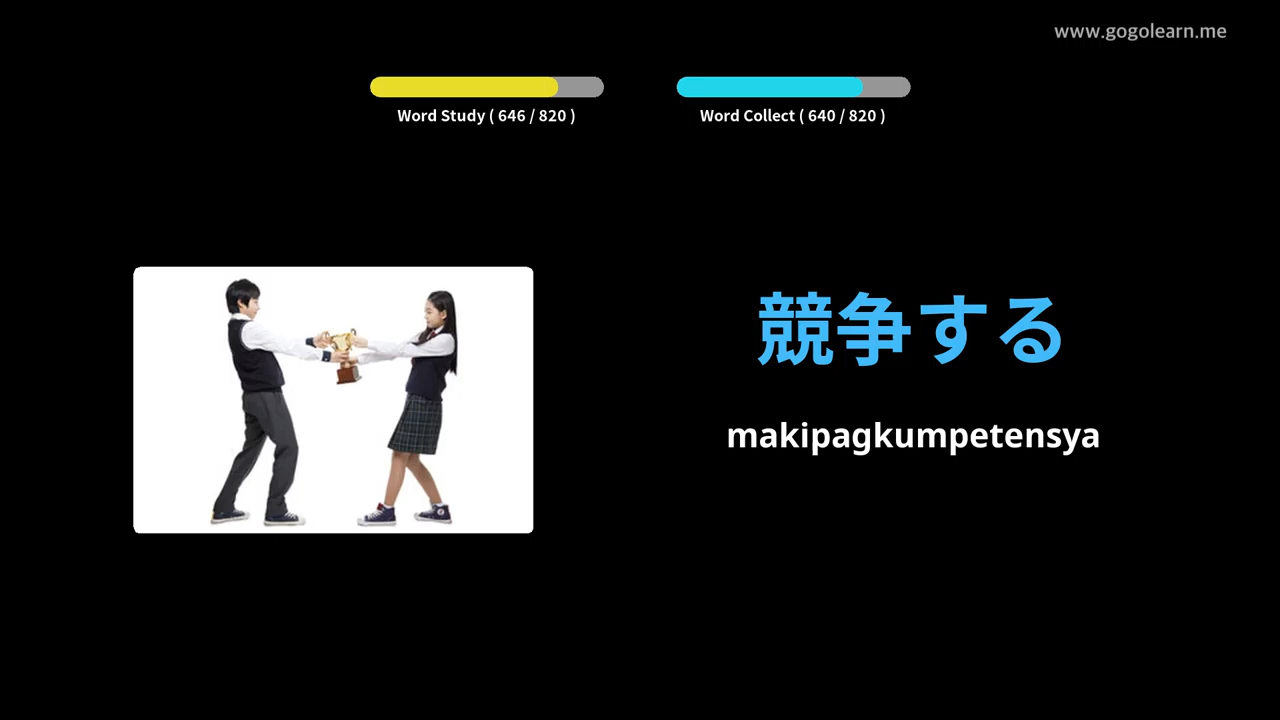 www.gogolearn.me
Word Study ( 646 / 820 )
Word Collect ( 640 / 820 )
競争する
makipagkumpetensya